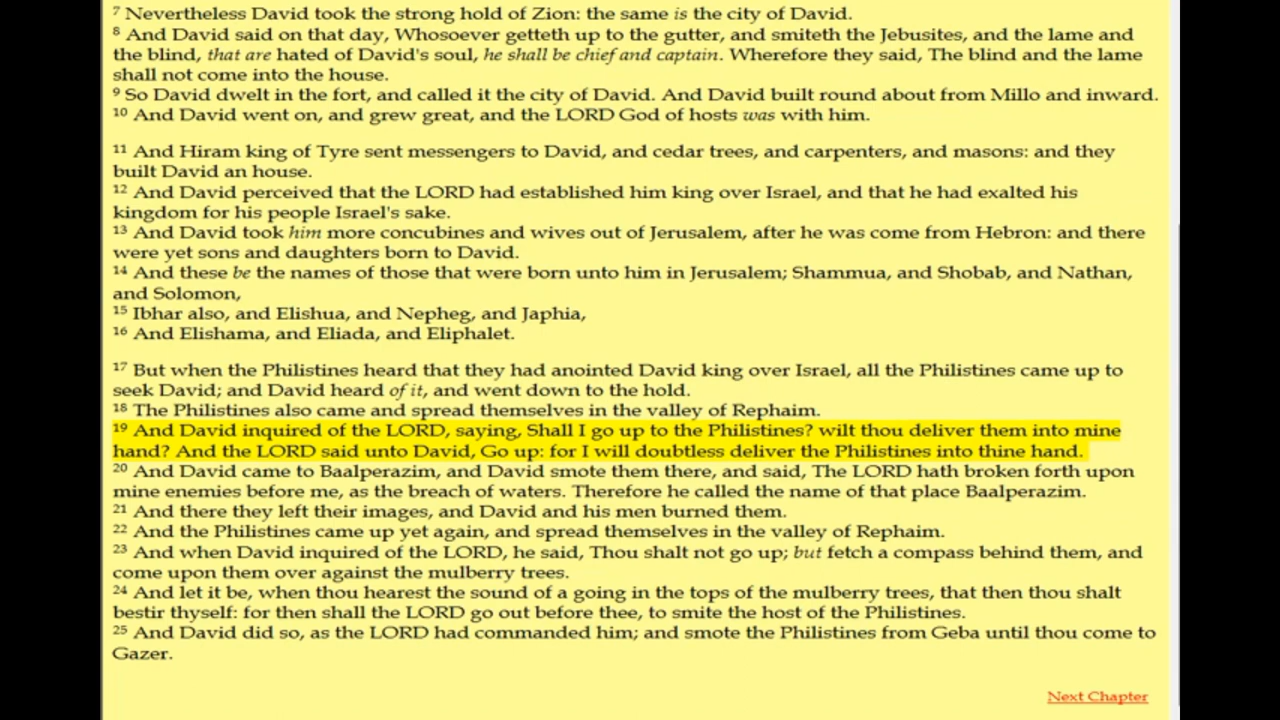 7 Nevertheless David took the strong hold of Zion: the same is the city of David.
8 And David said on that day, Whosoever getteth up to the gutter, and smiteth the Jebusites, and the lame and
the blind, that are hated of David's soul, he shall be chief and captain. Wherefore they said, The blind and the lame
shall not come into the house.
9 So David dwelt in the fort, and called it the city of David. And David built round about from Millo and inward.
10 And David went on, and grew great, and the LORD God of hosts was with him.
11 And Hiram king of Tyre sent messengers to David, and cedar trees, and carpenters, and masons: and they
built David an house.
12 And David perceived that the LORD had established him king over Israel, and that he had exalted his
kingdom for his people Israel's sake.
13 And David took him more concubines and wives out of Jerusalem, after he was come from Hebron: and there
were yet sons and daughters born to David.
14 And these be the names of those that were born unto him in Jerusalem; Shammua, and Shobab, and Nathan,
and Solomon,
15 Ibhar also, and Elishua, and Nepheg, and Japhia,
16 And Elishama, and Eliada, and Eliphalet.
17 But when the Philistines heard that they had anointed David king over Israel, all the Philistines came up to
seek David; and David heard of it, and went down to the hold.
18 The Philistines also came and spread themselves in the valley of Rephaim.
19 And David inquired of the LORD, saying, Shall I go up to the Philistines? wilt thou deliver them into mine
hand? And the LORD said unto David, Go up: for I will doubtless deliver the Philistines into thine hand.
20 And David came to Baalperazim, and David smote them there, and said, The LORD hath broken forth upon
mine enemies before me, as the breach of waters. Therefore he called the name of that place Baalperazim.
21 And there they left their images, and David and his men burned them.
22 And the Philistines came up yet again, and spread themselves in the valley of Rephaim.
23 And when David inquired of the LORD, he said, Thou shalt not go up; but fetch a compass behind them, and
come upon them over against the mulberry trees.
24 And let it be, when thou hearest the sound of a going in the tops of the mulberry trees, that then thou shalt
bestir thyself: for then shall the LORD go out before thee, to smite the host of the Philistines.
25 And David did so, as the LORD had commanded him; and smote the Philistines from Geba until thou come to
Gazer.
Next Chapter